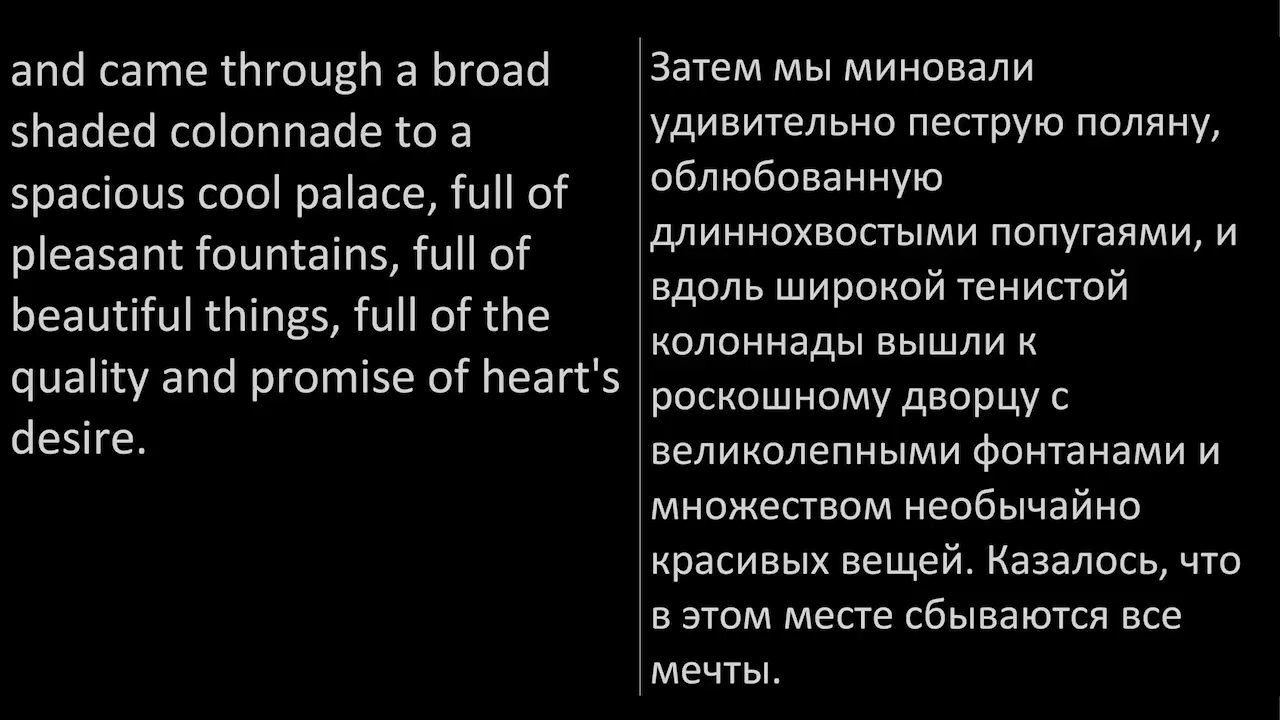 and came through a broad
shaded colonnade to a
spacious cool palace, full of
pleasant fountains, full of
beautiful things, full of the
quality and promise of heart's
desire.
Затем мы миновали
удивительно пеструю поляну,
облюбованную
длиннохвостыми попугаями, и
вдоль широкой тенистой
колоннады вышли к
роскошному дворцу с
великолепными фонтанами и
множеством необычайно
красивых вещей. Казалось, что
в этом месте сбываются все
мечты.